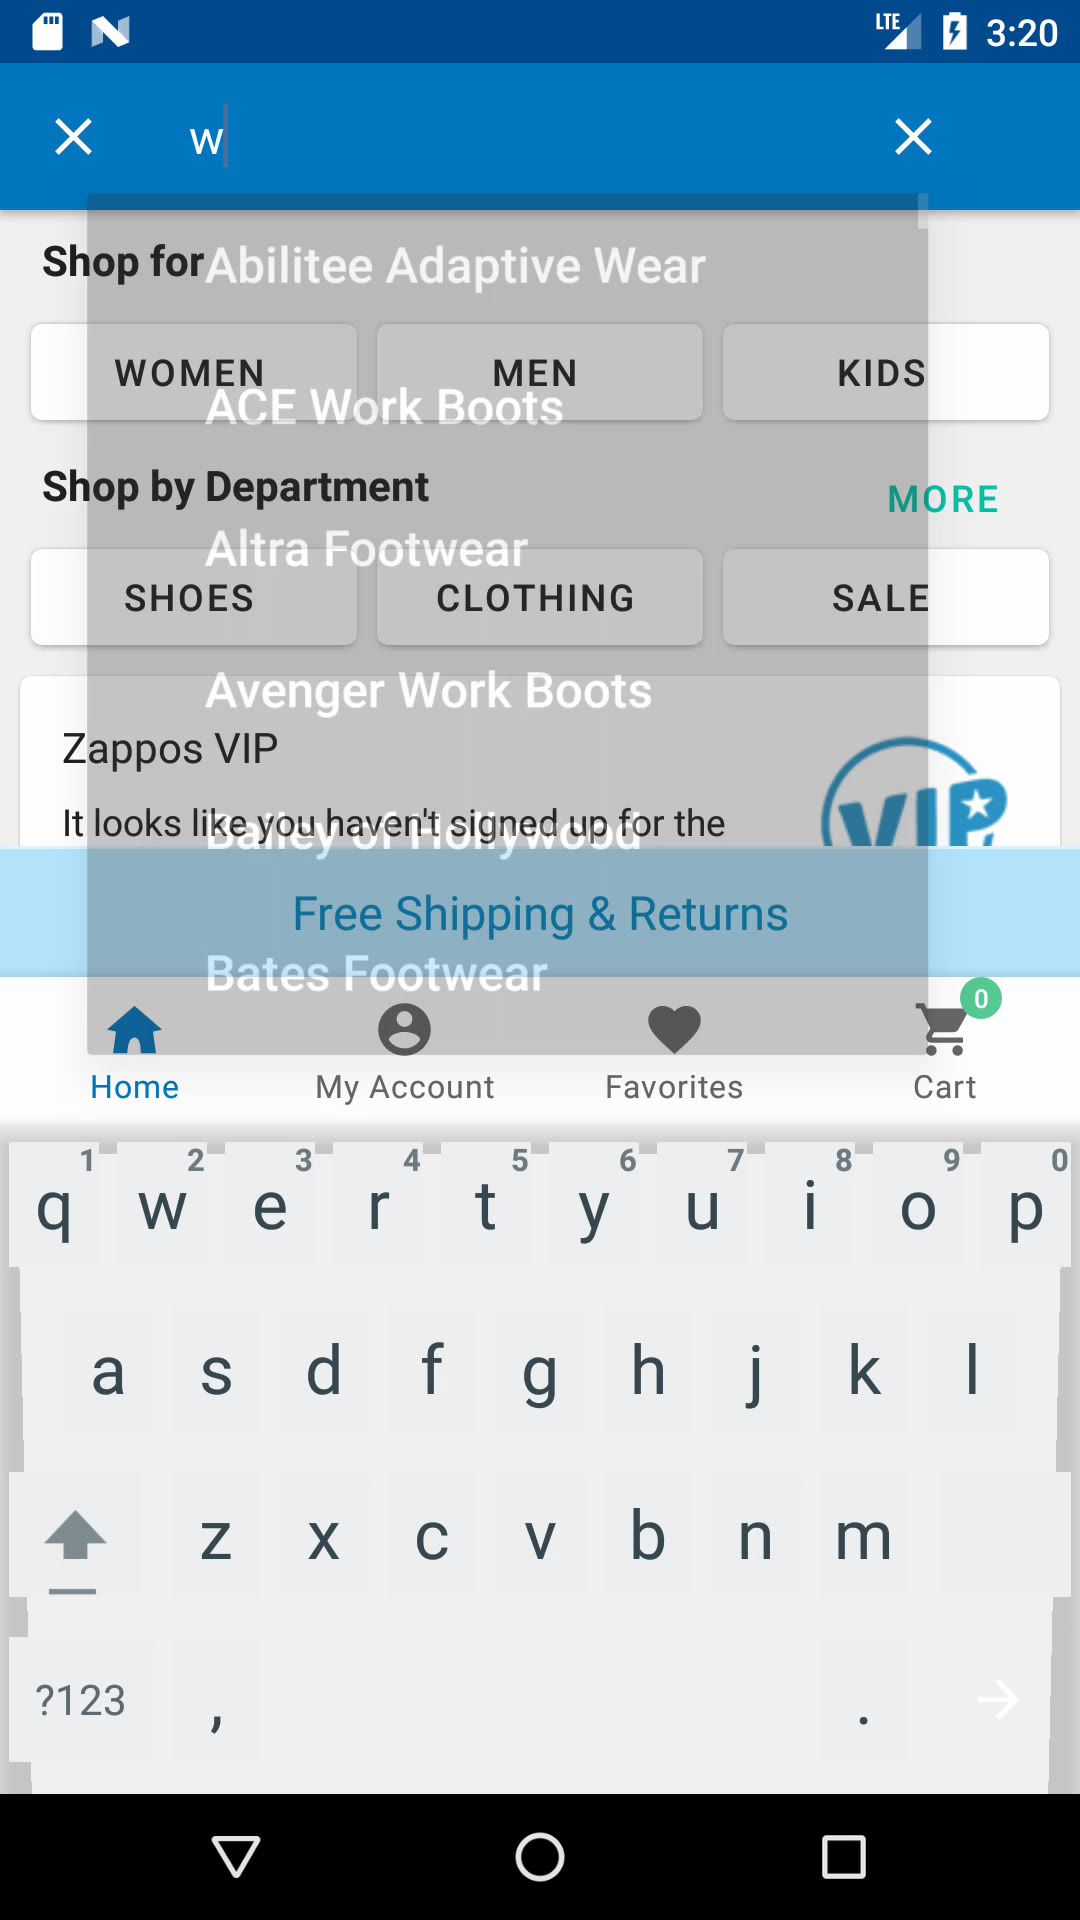 LTE 3:20
w
Shop for
Abilitee Adaptive Wear
WOMEN MEN KIDS
ACE Work Boots
Shop by Department MORE
Altra Footwear
SHOES CLOTHING SALE
Avenger Work Boots
Zappos VIP
VIP
It looks like you haven't signed up for the
Bailey of Hollywood
Free Shipping & Returns
Bates Footwear
0
Home My Account Favorites Cart
1 2 3 4 5 6 7 8 9 0
q w e r t y u i o p
a s d f g h j k l
z x c v b n m
?123 , .